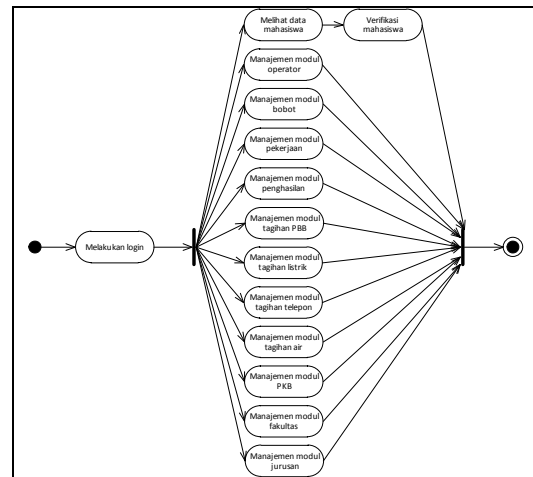 Melihat data
mahasiswa
Verifikasi
mahasiswa
Manajemen modul
operator
Manajemen modul
bobot
Manajemen modul
pekerjaan
Manajemen modul
penghasilan
Manajemen modul
tagihan PBB
Melakukan login
Manajemen modul
tagihan listrik
Manajemen modul
tagihan telepon
Manajemen modul
tagihan air
Manajemen modul
PKB
Manajemen modul
fakultas
Manajemen modul
jurusan